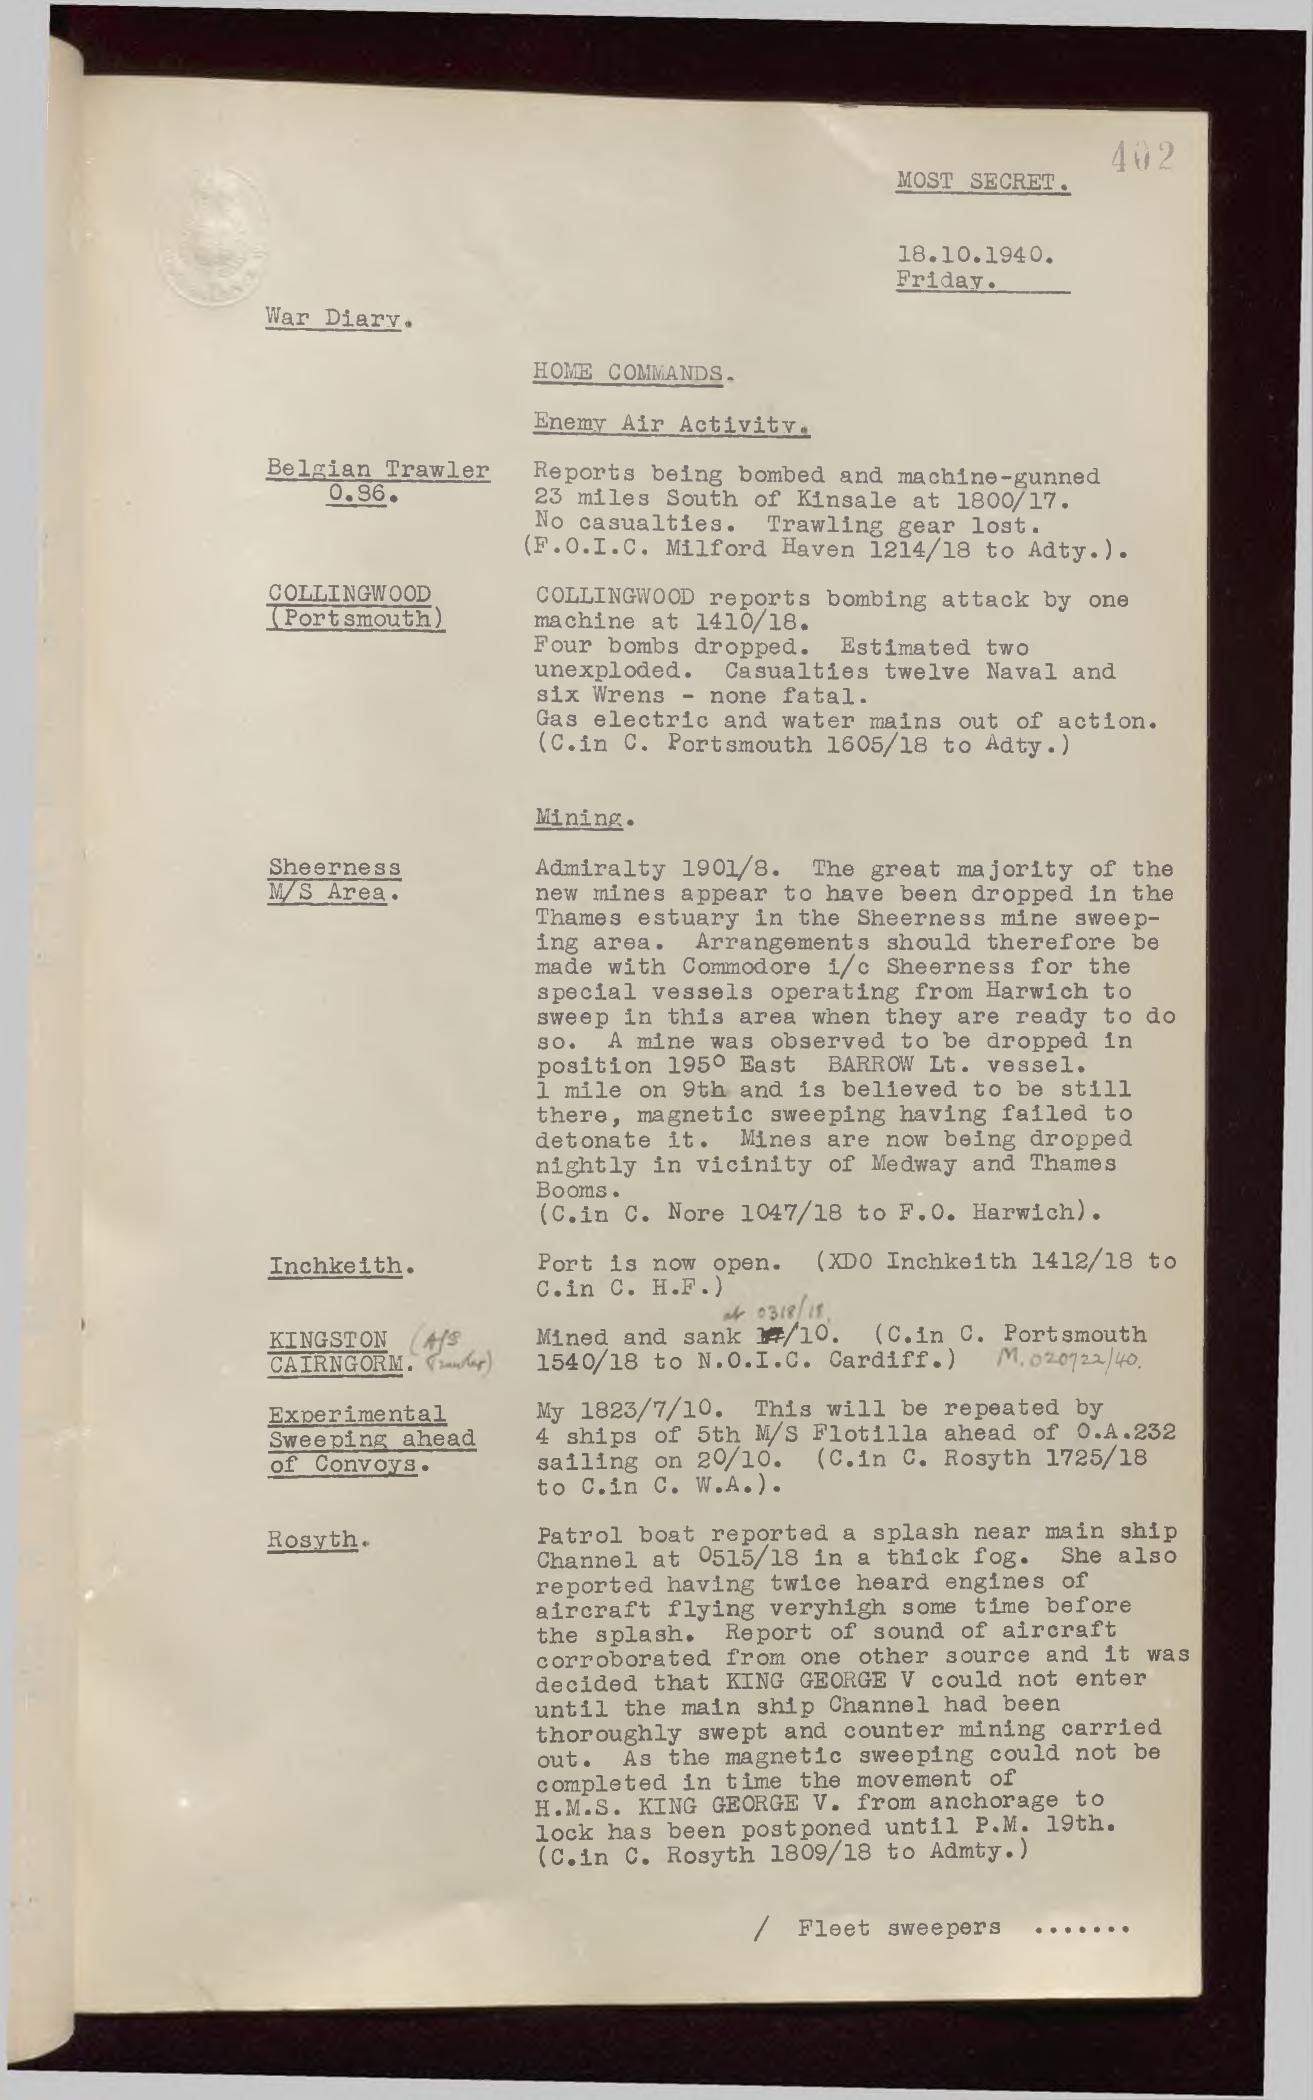 402
MOST SECRET.
18.10.1940.
Friday.
War Diary.
HOME COMMANDS.
Enemy Air Activity.
Belgian Trawler
O.96.
Reports being bombed and machine-gunned
23 miles South of Kinsale at 1800/17.
No casualties. Trawling gear lost.
(F.O.I.C. Milford Haven 1214/18 to Adty.).
COLLINGWOOD
(Portsmouth)
COLLINGWOOD reports bombing attack by one
machine at 1410/18.
Four bombs dropped. Estimated two
unexploded. Casualties twelve Naval and
six Wrens - none fatal.
Gas electric and water mains out of action.
(C.in C. Portsmouth 1605/18 to Adty.)
Mining.
Sheerness
M/S Area.
Admiralty 1901/8. The great majority of the
new mines appear to have been dropped in the
Thames estuary in the Sheerness mine sweep-
ing area. Arrangements should therefore be
made with Commodore i/c Sheerness for the
special vessels operating from Harwich to
sweep in this area when they are ready to do
so. A mine was observed to be dropped in
position 195° East BARROW Lt. vessel.
1 mile on 9th and is believed to be still
there, magnetic sweeping having failed to
detonate it. Mines are now being dropped
nightly in vicinity of Medway and Thames
Booms.
(C.in C. Nore 1047/18 to F.O. Harwich).
Inchkeith.
Port is now open. (XDO Inchkeith 1412/18 to
C.in C. H.F.)
KINGSTON (A/S
CAIRNGORM. Trawler)
at 0318/18.
Mined and sank 17/10. (C.in C. Portsmouth
1540/18 to N.O.I.C. Cardiff.) M.020722/40.
Experimental
Sweeping ahead
of Convoys.
My 1823/7/10. This will be repeated by
4 ships of 5th M/S Flotilla ahead of O.A.232
sailing on 20/10. (C.in C. Rosyth 1725/18
to C.in C. W.A.).
Rosyth.
Patrol boat reported a splash near main ship
Channel at 0515/18 in a thick fog. She also
reported having twice heard engines of
aircraft flying veryhigh some time before
the splash. Report of sound of aircraft
corroborated from one other source and it was
decided that KING GEORGE V could not enter
until the main ship Channel had been
thoroughly swept and counter mining carried
out. As the magnetic sweeping could not be
completed in time the movement of
H.M.S. KING GEORGE V. from anchorage to
lock has been postponed until P.M. 19th.
(C.in C. Rosyth 1809/18 to Admty.)
/ Fleet sweepers .......